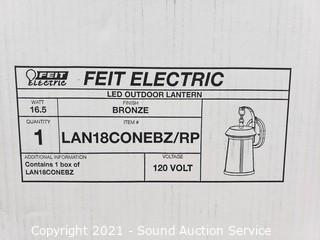 FEIT
ELECTRIC
FEIT ELECTRIC
LED OUTDOOR LANTERN
WATT
16.5
FINISH
BRONZE
QUANTITY
1
ITEM #
LAN18CONEBZ/RP
ADDITIONAL INFORMATION
Contains 1 box of
LAN18CONEBZ
VOLTAGE
120 VOLT
Copyright 2021 - Sound Auction Service